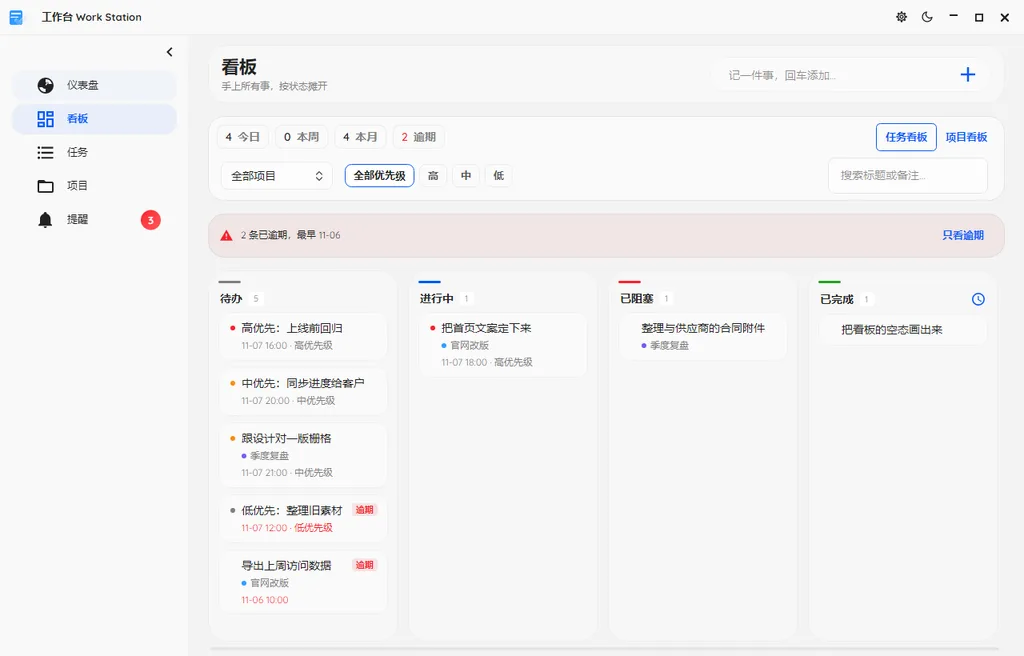 工作台 Work Station
仪表盘
看板
任务
项目
提醒
3
看板
手上所有事，按状态摊开
记一件事，回车添加...
4 今日
0 本周
4 本月
2 逾期
任务看板
项目看板
全部项目
全部优先级
高
中
低
搜索标题或备注...
2 条已逾期，最早 11-06
只看逾期
待办 5
高优先：上线前回归
11-07 16:00 · 高优先级
中优先：同步进度给客户
11-07 20:00 · 中优先级
跟设计对一版栅格
季度复盘
11-07 21:00 · 中优先级
低优先：整理旧素材
逾期
11-07 12:00 · 低优先级
导出上周访问数据
逾期
官网改版
11-06 10:00
进行中 1
把首页文案定下来
官网改版
11-07 18:00 · 高优先级
已阻塞 1
整理与供应商的合同附件
季度复盘
已完成 1
把看板的空态画出来